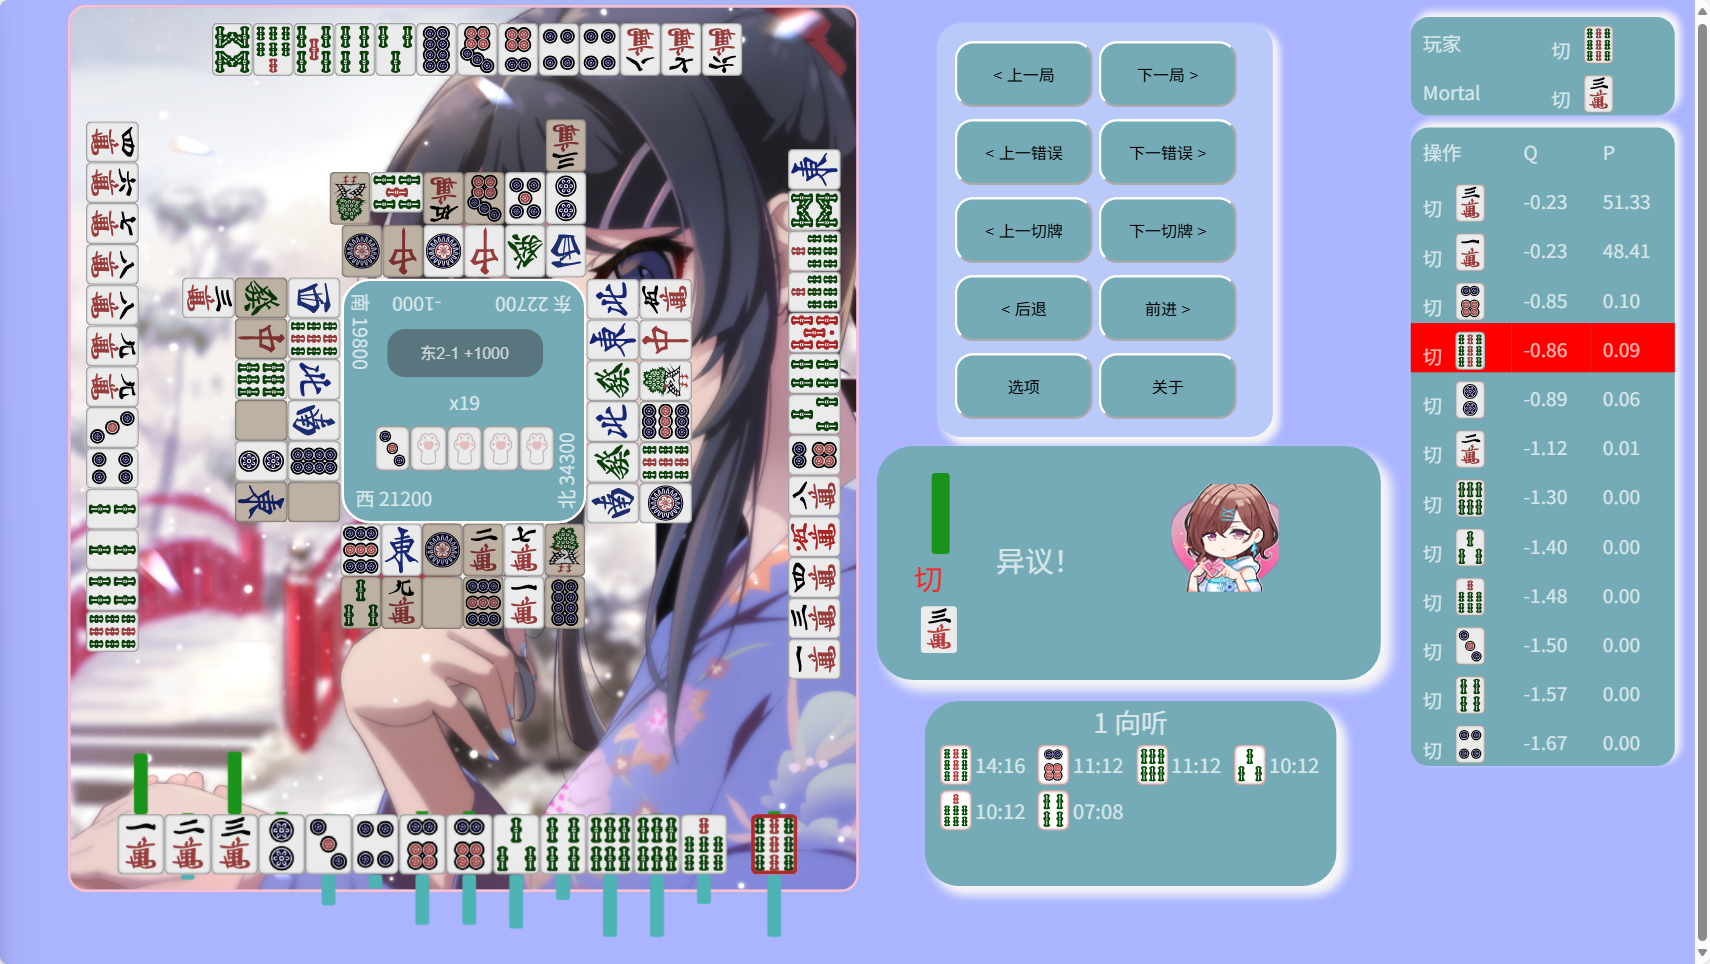 南 19800
-1000
东 22700
东2-1 +1000
x19
西 21200
北 34300
< 上一局
下一局 >
< 上一错误
下一错误 >
< 上一切牌
下一切牌 >
< 后退
前进 >
选项
关于
切
异议！
1 向听
14:16
11:12
11:12
10:12
10:12
07:08
玩家 切
Mortal 切
操作 Q P
切 -0.23 51.33
切 -0.23 48.41
切 -0.85 0.10
切 -0.86 0.09
切 -0.89 0.06
切 -1.12 0.01
切 -1.30 0.00
切 -1.40 0.00
切 -1.48 0.00
切 -1.50 0.00
切 -1.57 0.00
切 -1.67 0.00